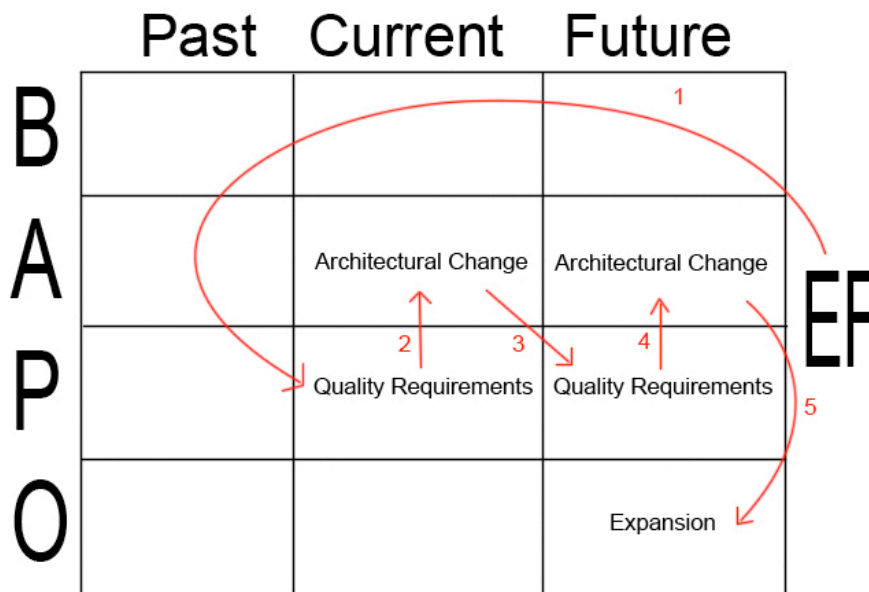 Past Current Future
B
1
A
Architectural Change Architectural Change
EF
2 3 4
P
Quality Requirements Quality Requirements
5
O
Expansion